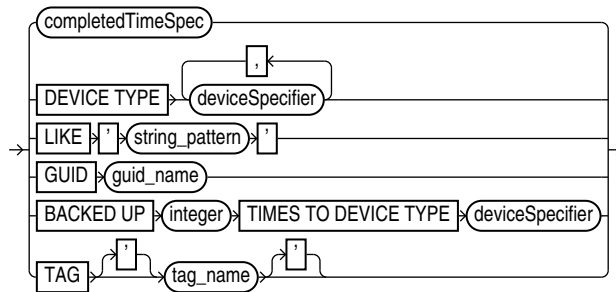 completedTimeSpec
,
DEVICE TYPE deviceSpecifier
LIKE ' string_pattern '
GUID guid_name
BACKED UP integer TIMES TO DEVICE TYPE deviceSpecifier
' '
TAG tag_name